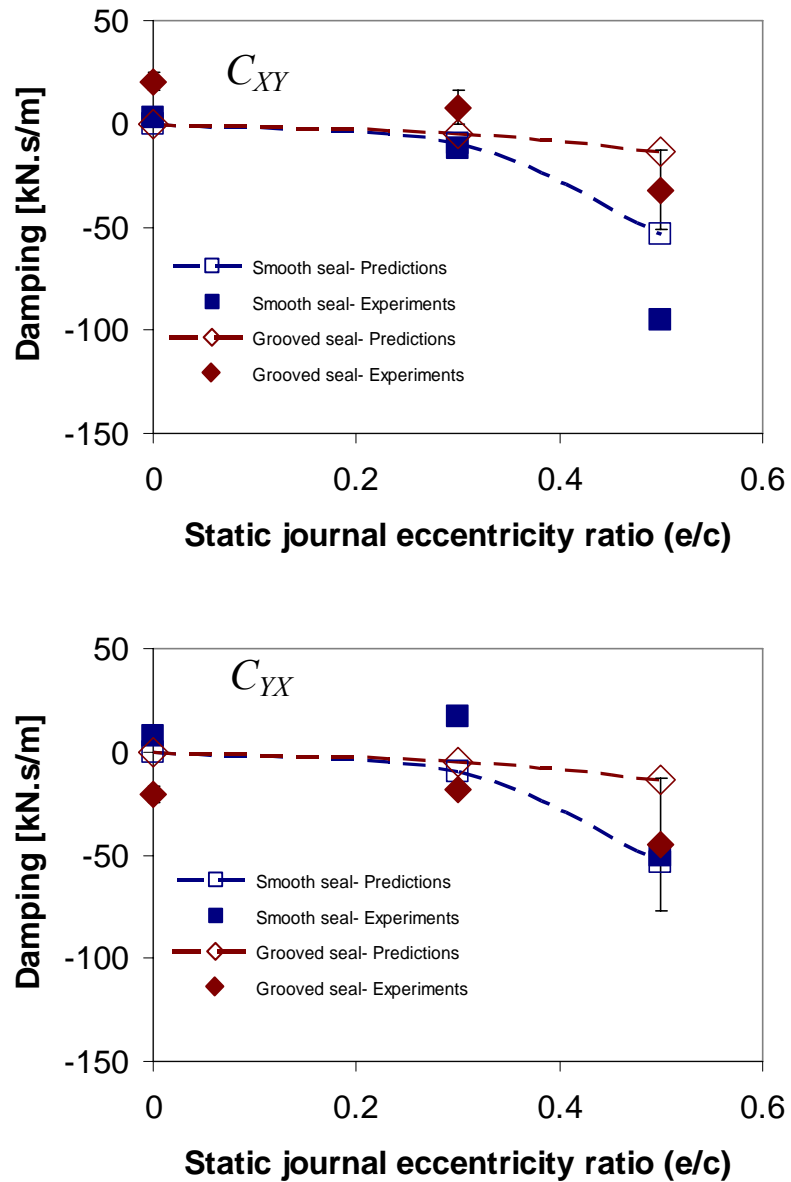 50
C_XY
0
-50
-100
-150
Damping [kN.s/m]
Smooth seal- Predictions
Smooth seal- Experiments
Grooved seal- Predictions
Grooved seal- Experiments
0 0.2 0.4 0.6
Static journal eccentricity ratio (e/c)
50
C_YX
0
-50
-100
-150
Damping [kN.s/m]
Smooth seal- Predictions
Smooth seal- Experiments
Grooved seal- Predictions
Grooved seal- Experiments
0 0.2 0.4 0.6
Static journal eccentricity ratio (e/c)